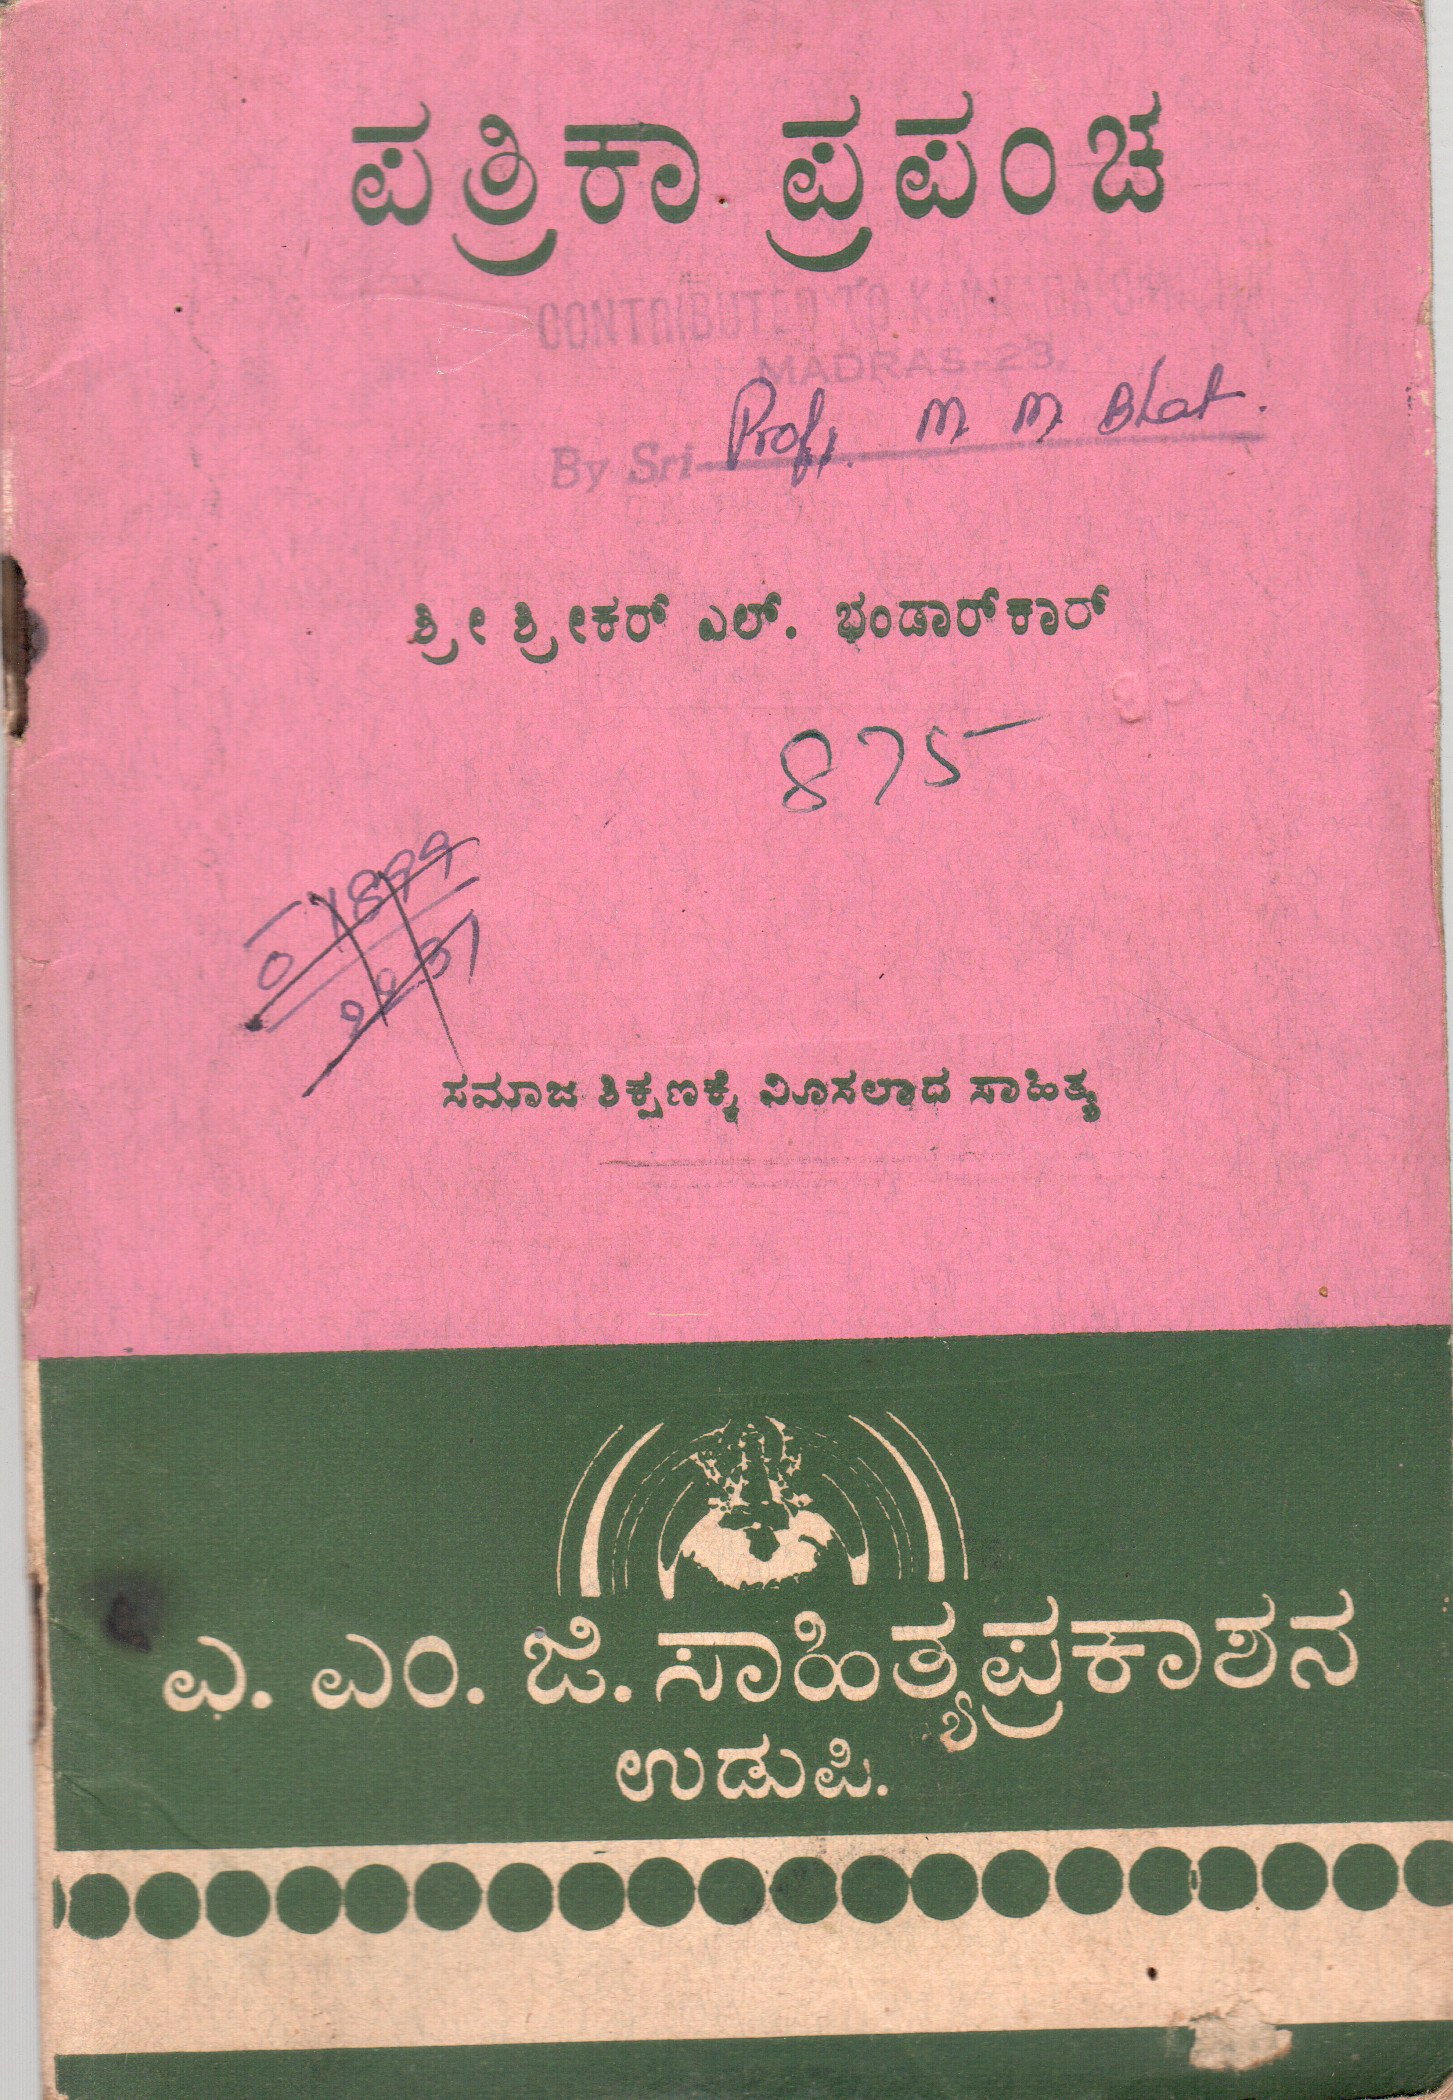 ಪತ್ರಿಕಾ ಪ್ರಪಂಚ
CONTRIBUTED TO
MADRAS-23.
By Sri Prof. M M Bhat.
ಶ್ರೀ ಶ್ರೀಕರ್ ಎಲ್. ಭಂಡಾರ್‌ಕಾರ್
875
ಸಮಾಜ ಶಿಕ್ಷಣಕ್ಕೆ ಮೀಸಲಾದ ಸಾಹಿತ್ಯ
ಎ. ಎಂ. ಜಿ. ಸಾಹಿತ್ಯಪ್ರಕಾಶನ
ಉಡುಪಿ.